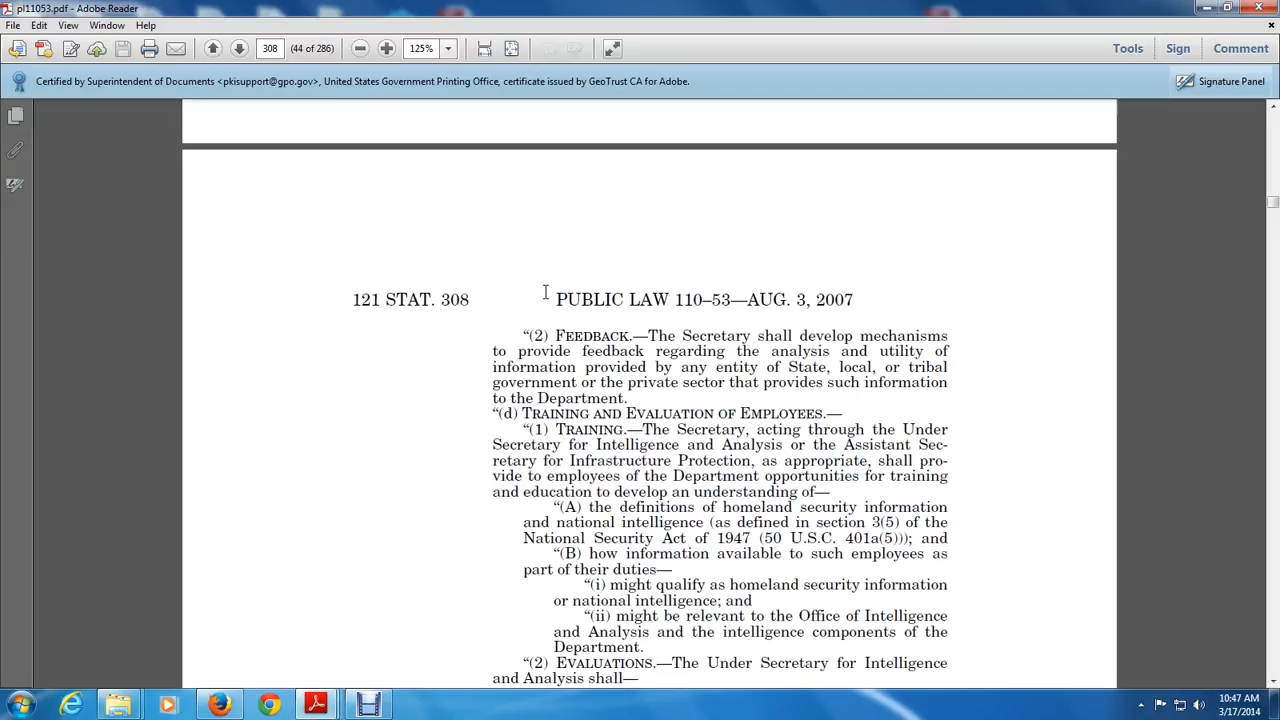 pl11053.pdf - Adobe Reader
File Edit View Window Help
308 (44 of 286) 125% Tools Sign Comment
Certified by Superintendent of Documents <pkisupport@gpo.gov>, United States Government Printing Office, certificate issued by GeoTrust CA for Adobe. Signature Panel
121 STAT. 308 PUBLIC LAW 110–53—AUG. 3, 2007
“(2) FEEDBACK.—The Secretary shall develop mechanisms
to provide feedback regarding the analysis and utility of
information provided by any entity of State, local, or tribal
government or the private sector that provides such information
to the Department.
“(d) TRAINING AND EVALUATION OF EMPLOYEES.—
“(1) TRAINING.—The Secretary, acting through the Under
Secretary for Intelligence and Analysis or the Assistant Sec-
retary for Infrastructure Protection, as appropriate, shall pro-
vide to employees of the Department opportunities for training
and education to develop an understanding of—
“(A) the definitions of homeland security information
and national intelligence (as defined in section 3(5) of the
National Security Act of 1947 (50 U.S.C. 401a(5))); and
“(B) how information available to such employees as
part of their duties—
“(i) might qualify as homeland security information
or national intelligence; and
“(ii) might be relevant to the Office of Intelligence
and Analysis and the intelligence components of the
Department.
“(2) EVALUATIONS.—The Under Secretary for Intelligence
and Analysis shall—
10:47 AM
3/17/2014